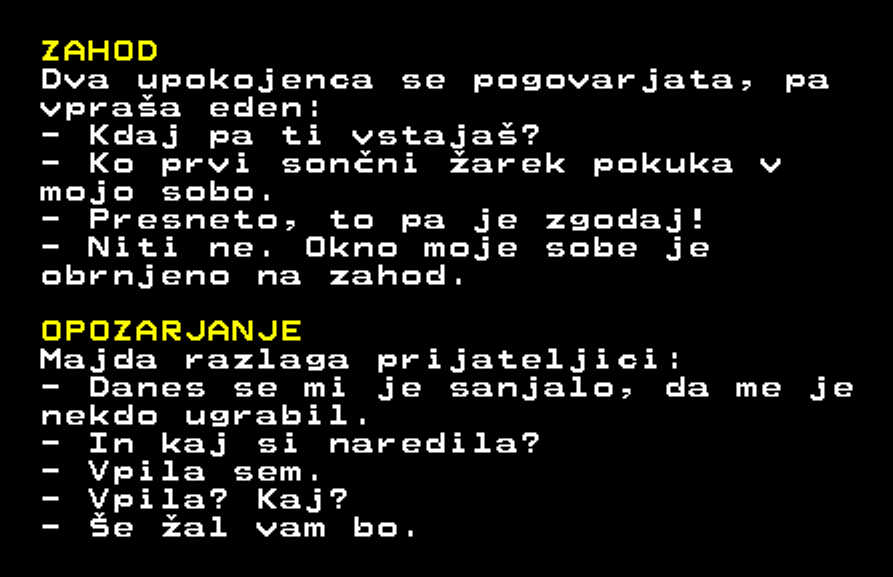 ZAHOD
Dva upokojenca se pogovarjata, pa
vpraša eden:
- Kdaj pa ti vstajaš?
- Ko prvi sončni žarek pokuka v
mojo sobo.
- Presneto, to pa je zgodaj!
- Niti ne. Okno moje sobe je
obrnjeno na zahod.
OPOZARJANJE
Majda razlaga prijateljici:
- Danes se mi je sanjalo, da me je
nekdo ugrabil.
- In kaj si naredila?
- Vpila sem.
- Vpila? Kaj?
- Še žal vam bo.